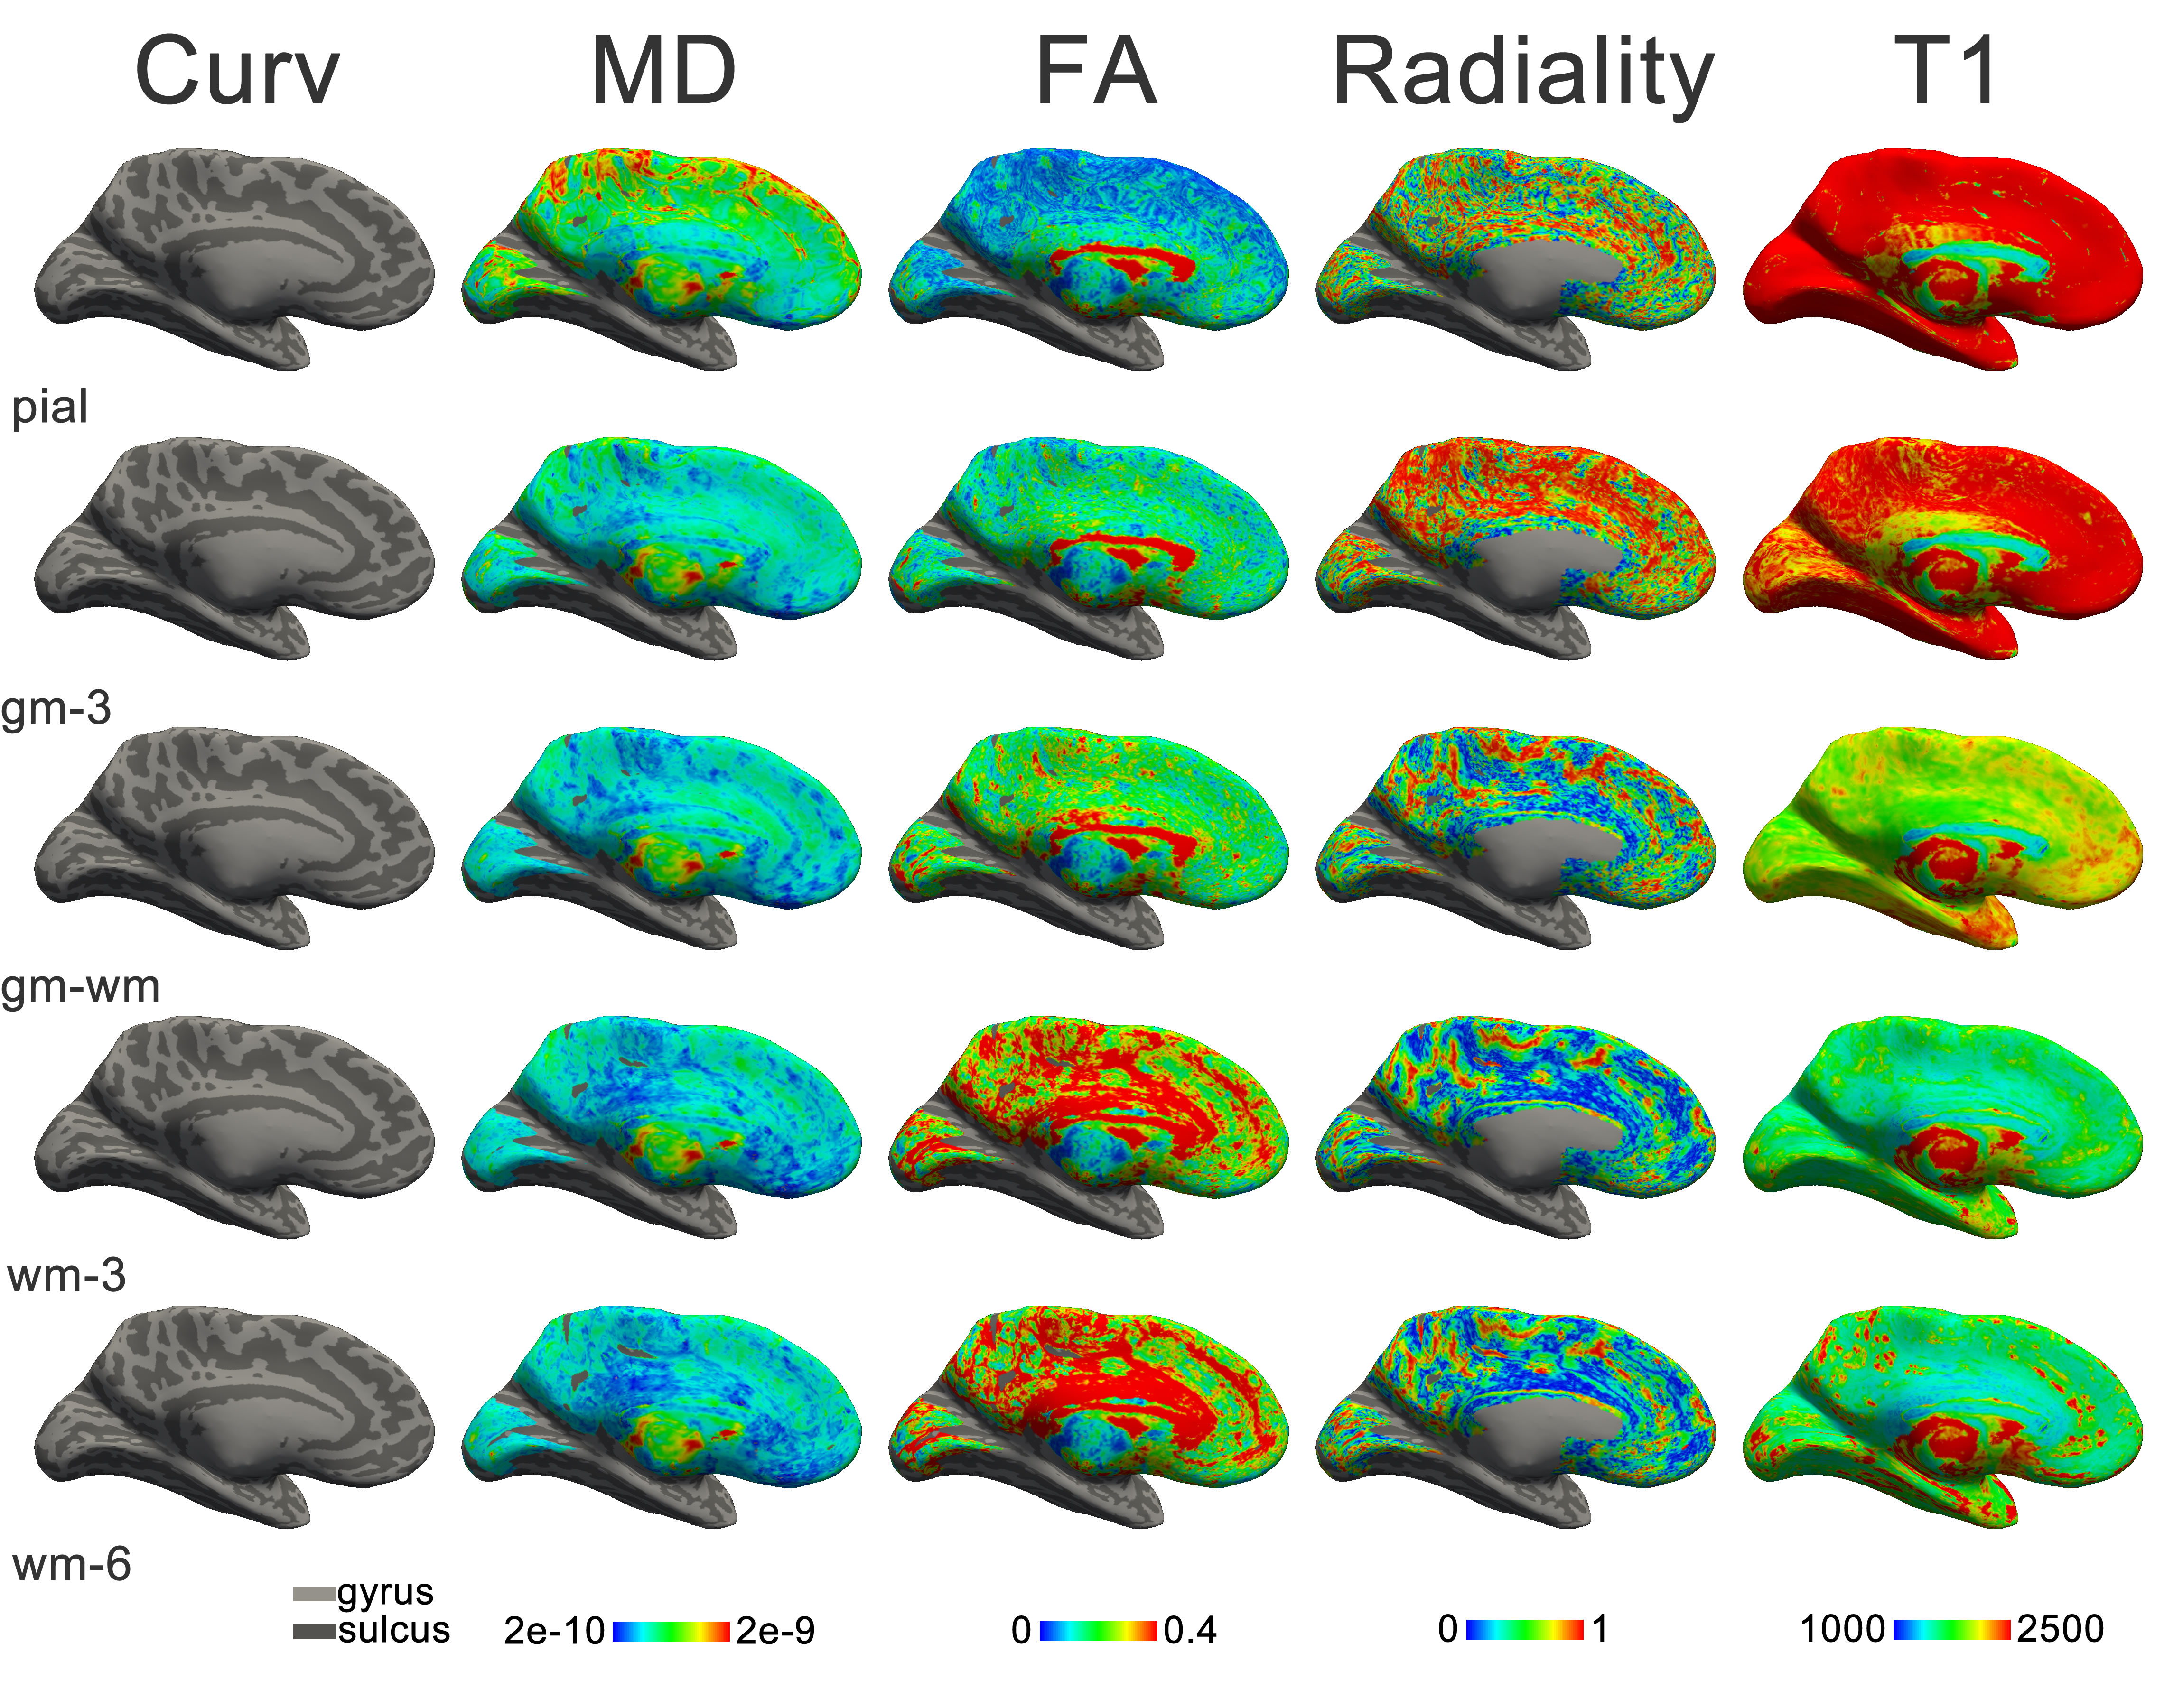 Curv MD FA Radiality T1
pial
gm-3
gm-wm
wm-3
wm-6
gyrus
sulcus
2e-10 2e-9 0 0.4 0 1 1000 2500